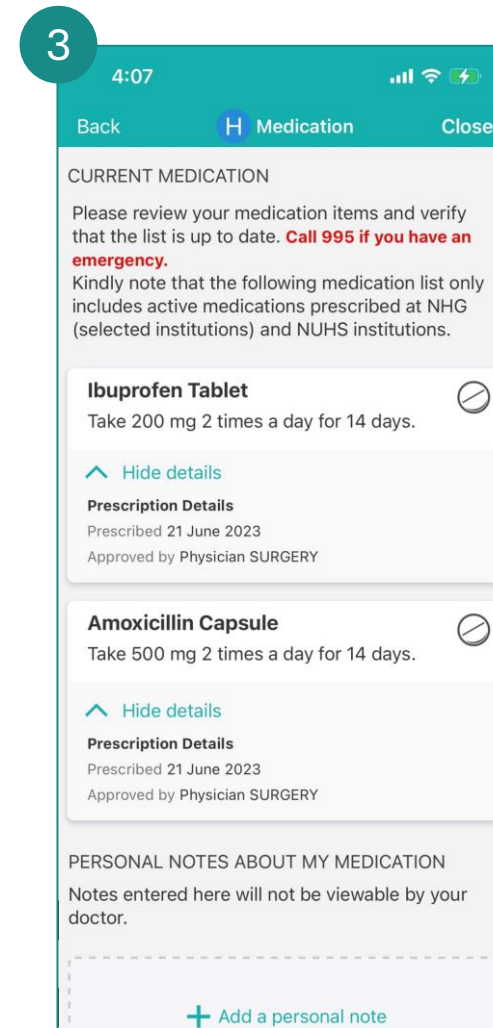 3
4:07
Back H Medication Close
CURRENT MEDICATION
Please review your medication items and verify
that the list is up to date. Call 995 if you have an
emergency.
Kindly note that the following medication list only
includes active medications prescribed at NHG
(selected institutions) and NUHS institutions.
Ibuprofen Tablet
Take 200 mg 2 times a day for 14 days.
Hide details
Prescription Details
Prescribed 21 June 2023
Approved by Physician SURGERY
Amoxicillin Capsule
Take 500 mg 2 times a day for 14 days.
Hide details
Prescription Details
Prescribed 21 June 2023
Approved by Physician SURGERY
PERSONAL NOTES ABOUT MY MEDICATION
Notes entered here will not be viewable by your
doctor.
+ Add a personal note